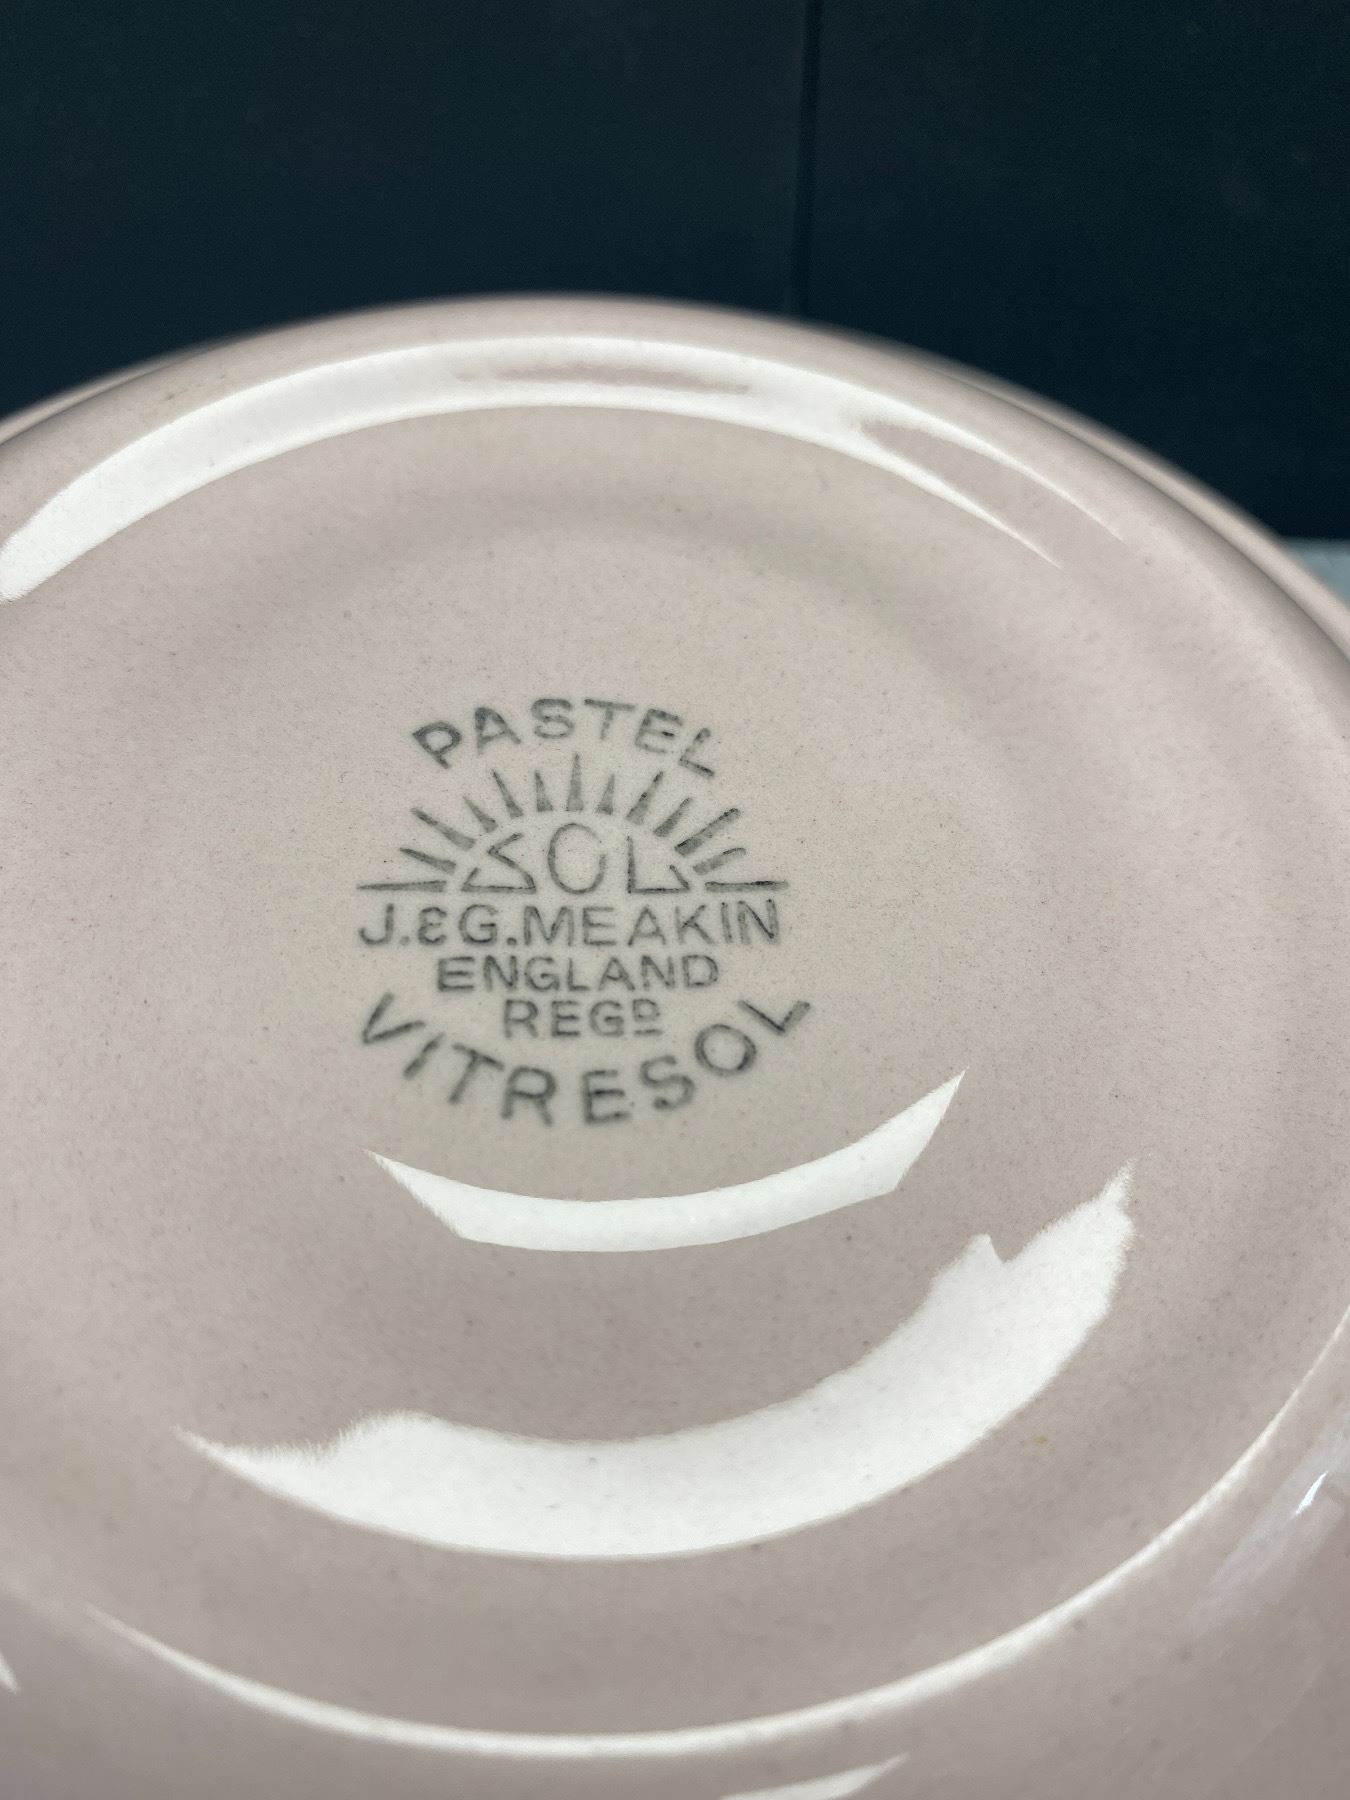 PASTEL
SOL
J.&G.MEAKIN
ENGLAND
REGD
VITRESOL